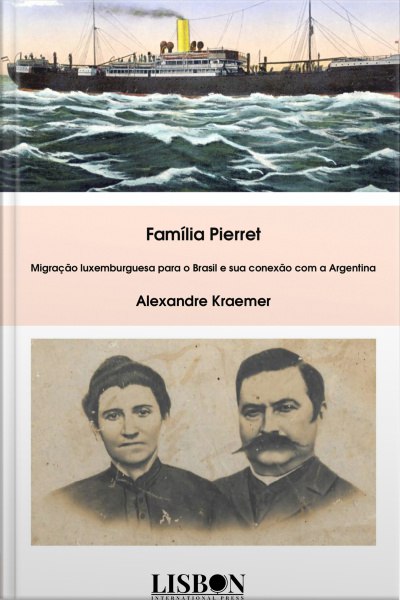 Família Pierret
Migração luxemburguesa para o Brasil e sua conexão com a Argentina
Alexandre Kraemer
LISBON
INTERNATIONAL PRESS